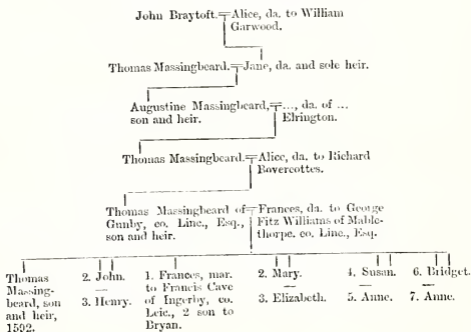 John Braytoft.=Alice, da. to William
Garwood.
Thomas Massingbeard.=Jane, da. and sole heir.
Augustine Massingbeard,=..., da. of ...
son and heir. Elrington.
Thomas Massingbeard.=Alice, da. to Richard
Bovercottes.
Thomas Massingbeard of=Frances, da. to George
Gunby, co. Linc., Esq., Fitz Williams of Mable-
son and heir. thorpe, co. Linc., Esq.
Thomas
Massing-
beard, son
and heir,
1592.
2. John.
—
3. Henry.
1. Frances, mar.
to Francis Cave
of Ingerby, co.
Leic., 2 son to
Bryan.
2. Mary.
—
3. Elizabeth.
4. Susan.
—
5. Anne.
6. Bridget.
—
7. Anne.